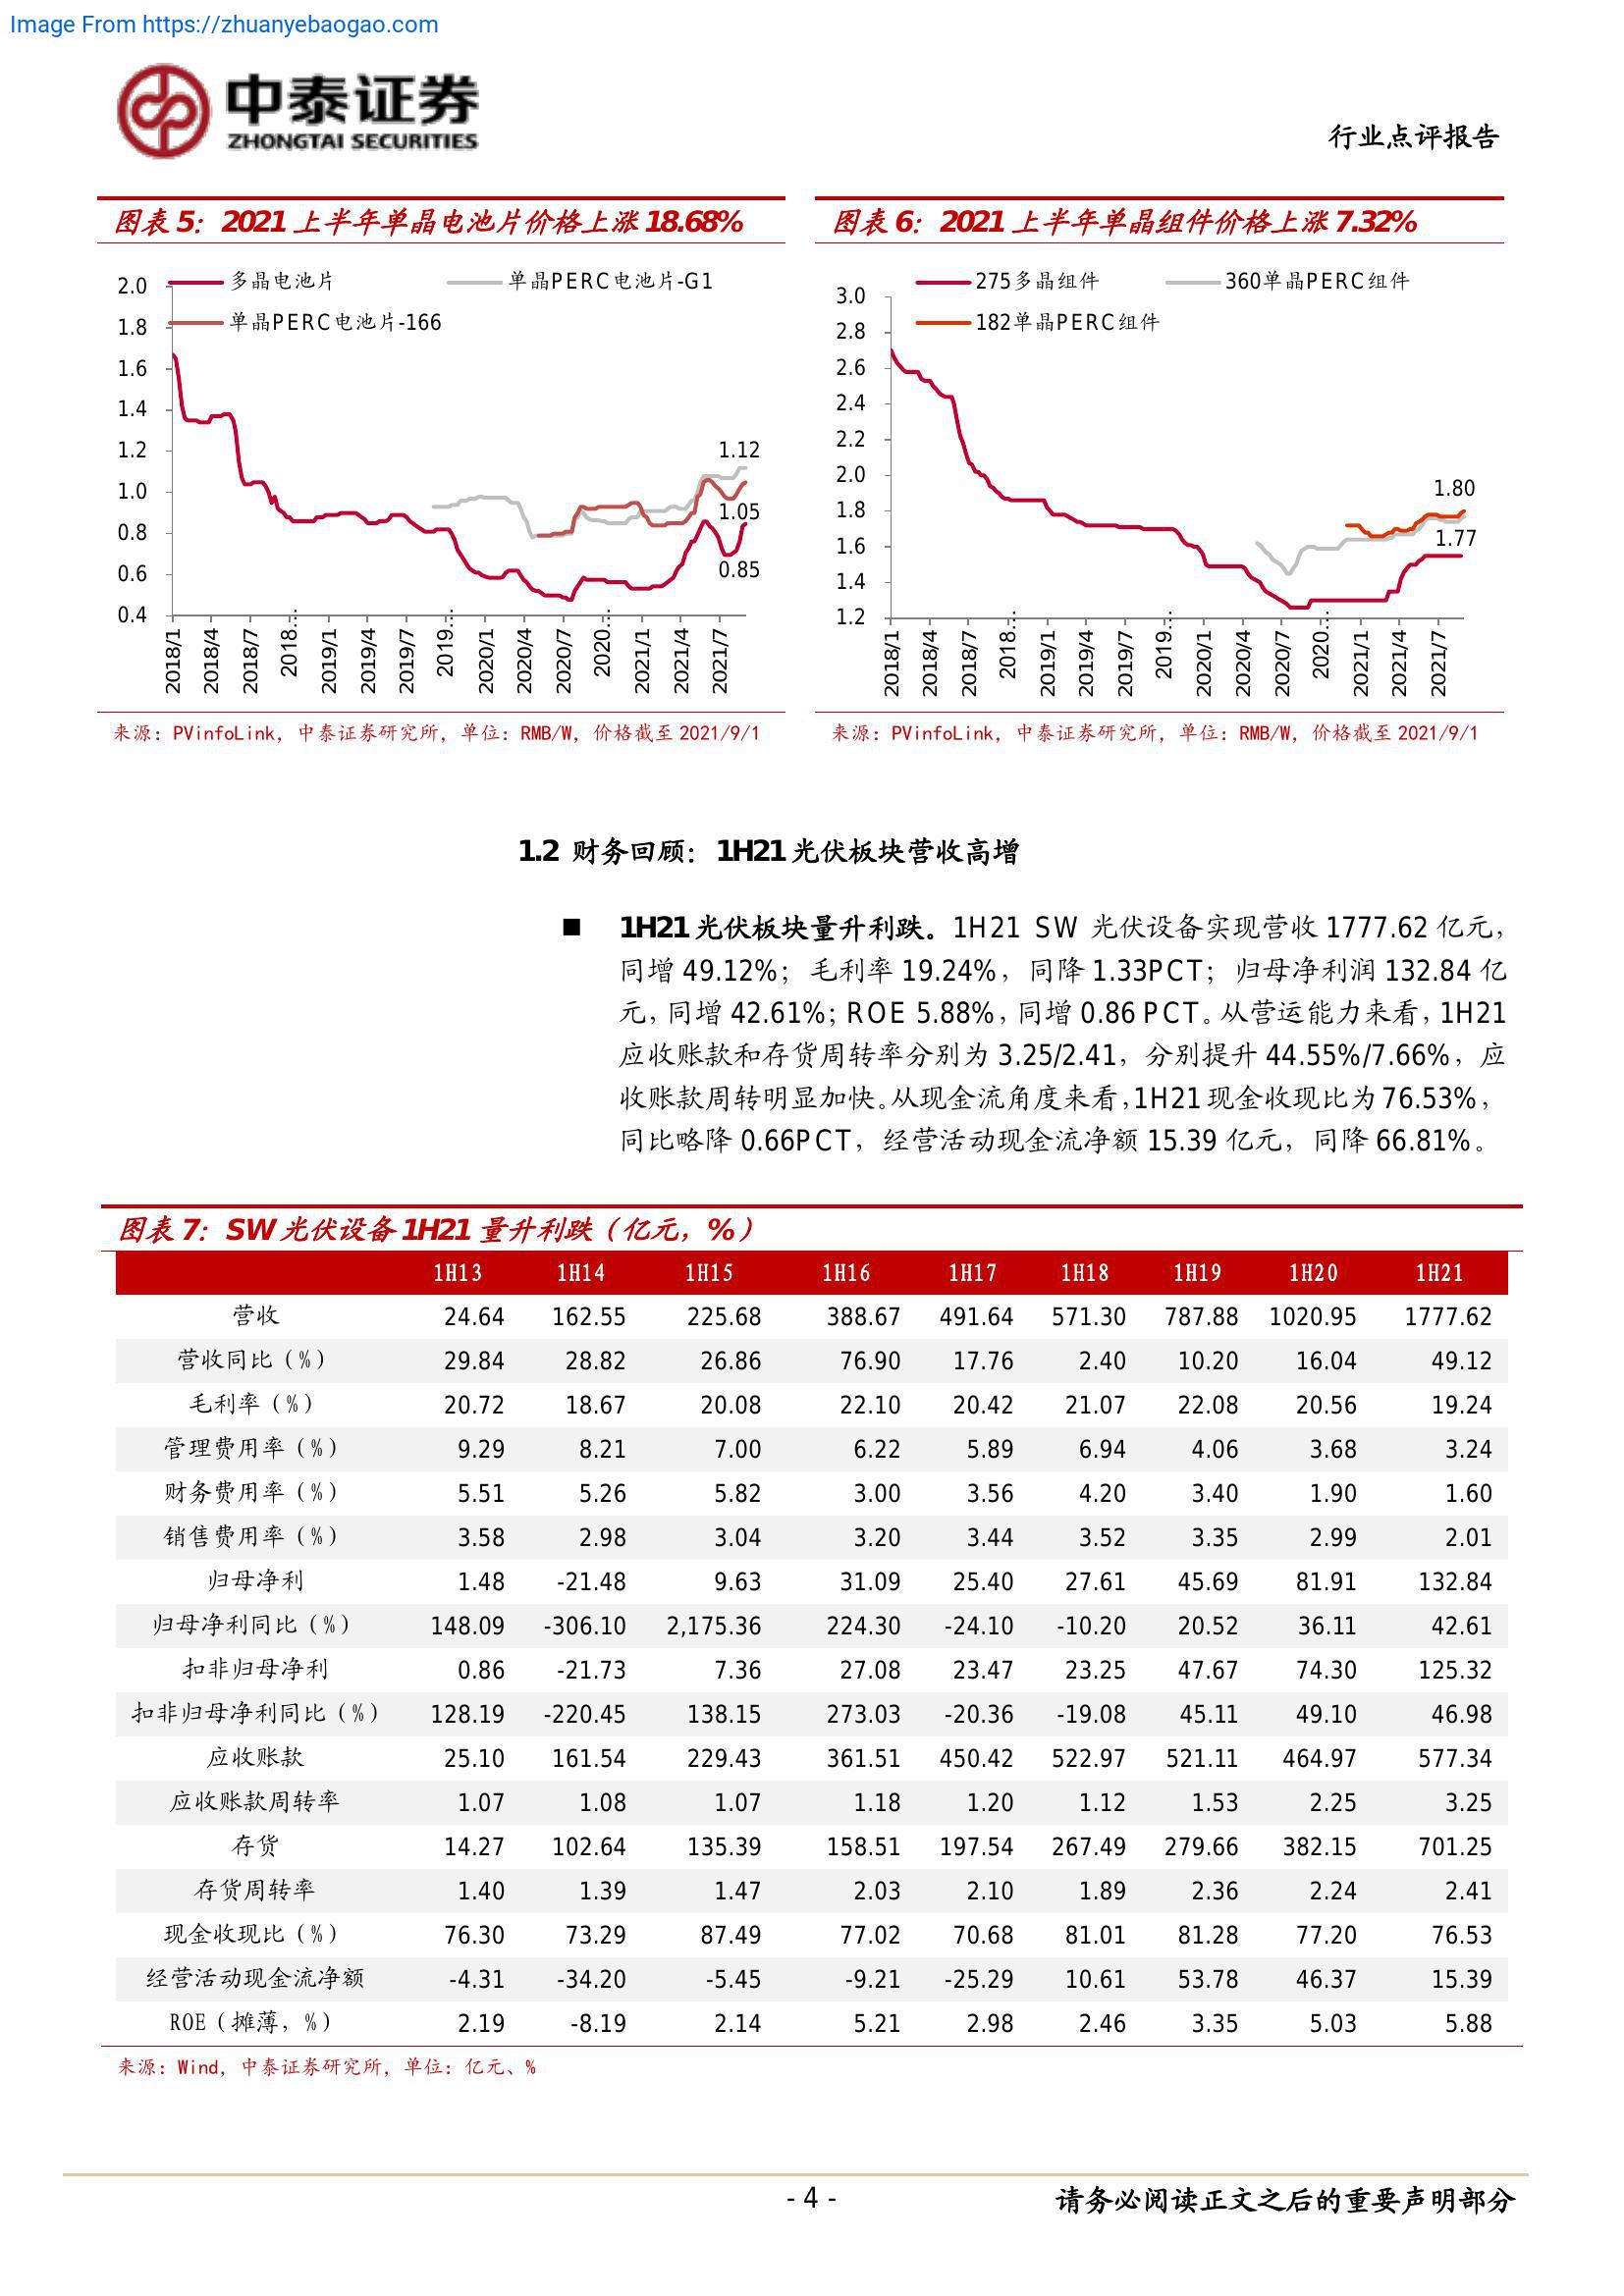 Image From https://zhuanyebaogao.com
中泰证券
ZHONGTAI SECURITIES
行业点评报告
图表 5：2021 上半年单晶电池片价格上涨 18.68%
多晶电池片
单晶PERC电池片-G1
单晶PERC电池片-166
2.0
1.8
1.6
1.4
1.2
1.0
0.8
0.6
0.4
1.12
1.05
0.85
2018/1
2018/4
2018/7
2018…
2019/1
2019/4
2019/7
2019…
2020/1
2020/4
2020/7
2020…
2021/1
2021/4
2021/7
来源：PVinfoLink，中泰证券研究所，单位：RMB/W，价格截至 2021/9/1
图表 6：2021 上半年单晶组件价格上涨 7.32%
275多晶组件
360单晶PERC组件
182单晶PERC组件
3.0
2.8
2.6
2.4
2.2
2.0
1.8
1.6
1.4
1.2
1.80
1.77
2018/1
2018/4
2018/7
2018…
2019/1
2019/4
2019/7
2019…
2020/1
2020/4
2020/7
2020…
2021/1
2021/4
2021/7
来源：PVinfoLink，中泰证券研究所，单位：RMB/W，价格截至 2021/9/1
1.2 财务回顾：1H21 光伏板块营收高增
■ 1H21 光伏板块量升利跌。1H21 SW 光伏设备实现营收 1777.62 亿元，
同增 49.12%；毛利率 19.24%，同降 1.33PCT；归母净利润 132.84 亿
元，同增 42.61%；ROE 5.88%，同增 0.86 PCT。从营运能力来看，1H21
应收账款和存货周转率分别为 3.25/2.41，分别提升 44.55%/7.66%，应
收账款周转明显加快。从现金流角度来看，1H21 现金收现比为 76.53%，
同比略降 0.66PCT，经营活动现金流净额 15.39 亿元，同降 66.81%。
图表 7：SW 光伏设备 1H21 量升利跌（亿元，%）
1H13 1H14 1H15 1H16 1H17 1H18 1H19 1H20 1H21
营收 24.64 162.55 225.68 388.67 491.64 571.30 787.88 1020.95 1777.62
营收同比（%） 29.84 28.82 26.86 76.90 17.76 2.40 10.20 16.04 49.12
毛利率（%） 20.72 18.67 20.08 22.10 20.42 21.07 22.08 20.56 19.24
管理费用率（%） 9.29 8.21 7.00 6.22 5.89 6.94 4.06 3.68 3.24
财务费用率（%） 5.51 5.26 5.82 3.00 3.56 4.20 3.40 1.90 1.60
销售费用率（%） 3.58 2.98 3.04 3.20 3.44 3.52 3.35 2.99 2.01
归母净利 1.48 -21.48 9.63 31.09 25.40 27.61 45.69 81.91 132.84
归母净利同比（%） 148.09 -306.10 2,175.36 224.30 -24.10 -10.20 20.52 36.11 42.61
扣非归母净利 0.86 -21.73 7.36 27.08 23.47 23.25 47.67 74.30 125.32
扣非归母净利同比（%） 128.19 -220.45 138.15 273.03 -20.36 -19.08 45.11 49.10 46.98
应收账款 25.10 161.54 229.43 361.51 450.42 522.97 521.11 464.97 577.34
应收账款周转率 1.07 1.08 1.07 1.18 1.20 1.12 1.53 2.25 3.25
存货 14.27 102.64 135.39 158.51 197.54 267.49 279.66 382.15 701.25
存货周转率 1.40 1.39 1.47 2.03 2.10 1.89 2.36 2.24 2.41
现金收现比（%） 76.30 73.29 87.49 77.02 70.68 81.01 81.28 77.20 76.53
经营活动现金流净额 -4.31 -34.20 -5.45 -9.21 -25.29 10.61 53.78 46.37 15.39
ROE（摊薄，%） 2.19 -8.19 2.14 5.21 2.98 2.46 3.35 5.03 5.88
来源：Wind，中泰证券研究所，单位：亿元、%
- 4 -
请务必阅读正文之后的重要声明部分